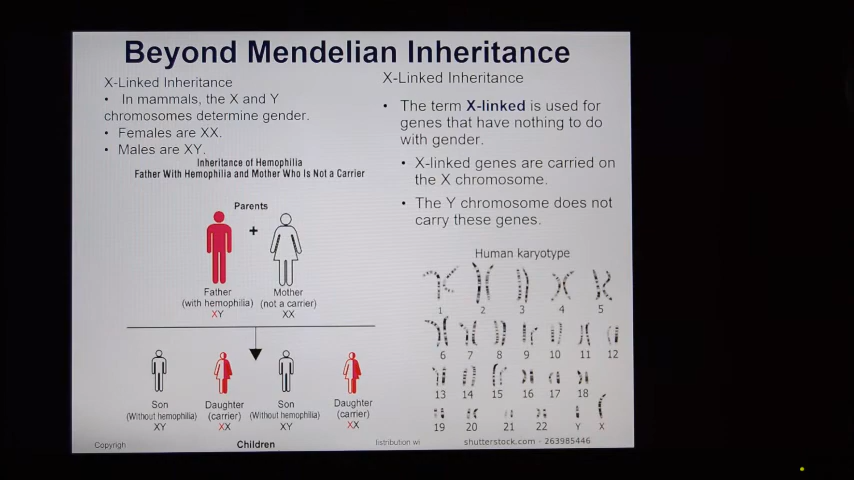 Beyond Mendelian Inheritance
X-Linked Inheritance
• In mammals, the X and Y
chromosomes determine gender.
• Females are XX.
• Males are XY.
Inheritance of Hemophilia
Father With Hemophilia and Mother Who Is Not a Carrier
Parents
+
Father
(with hemophilia)
XY
Mother
(not a carrier)
XX
Son
(Without hemophilia)
XY
Daughter
(carrier)
XX
Son
(Without hemophilia)
XY
Daughter
(carrier)
XX
Children
Copyrigh
listribution wi
X-Linked Inheritance
• The term X-linked is used for
genes that have nothing to do
with gender.
• X-linked genes are carried on
the X chromosome.
• The Y chromosome does not
carry these genes.
Human karyotype
1 2 3 4 5
6 7 8 9 10 11 12
13 14 15 16 17 18
19 20 21 22 Y X
shutterstock.com · 263985446